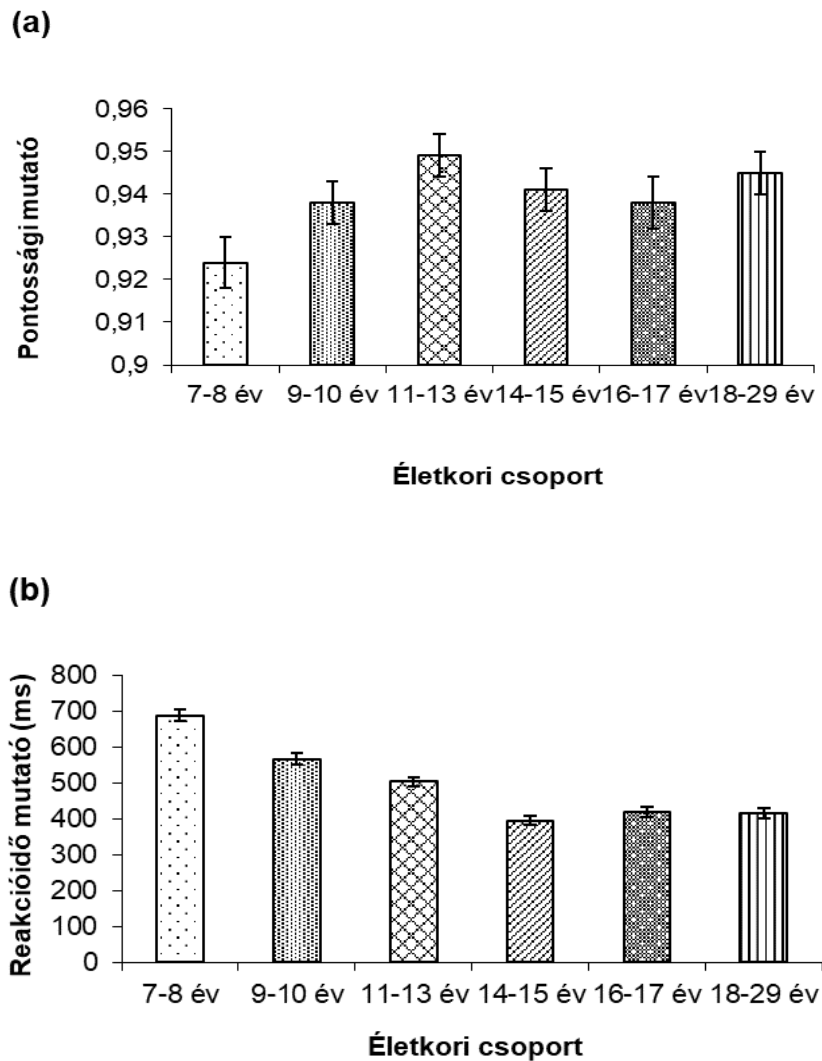 (a)
Pontossági mutató
0,96
0,95
0,94
0,93
0,92
0,91
0,9
7-8 év 9-10 év 11-13 év 14-15 év 16-17 év 18-29 év
Életkori csoport
(b)
Reakcióidő mutató (ms)
800
700
600
500
400
300
200
100
0
7-8 év 9-10 év 11-13 év 14-15 év 16-17 év 18-29 év
Életkori csoport